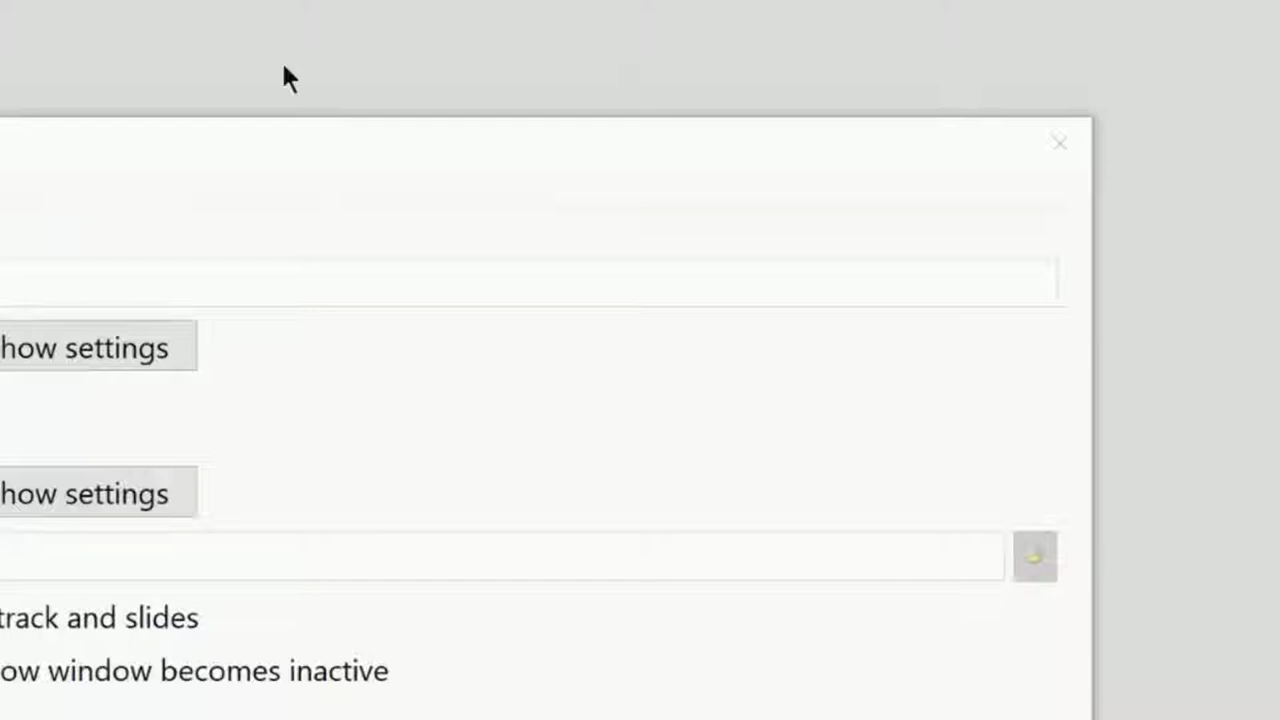 how settings
how settings
track and slides
ow window becomes inactive